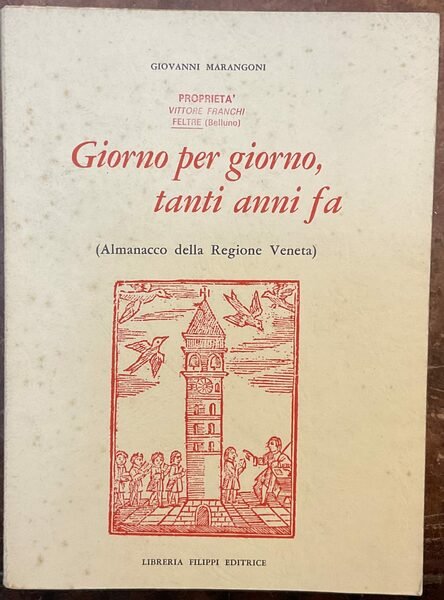 GIOVANNI MARANGONI
PROPRIETA'
VITTORE FRANCHI
FELTRE (Belluno)
Giorno per giorno,
tanti anni fa
(Almanacco della Regione Veneta)
LIBRERIA FILIPPI EDITRICE